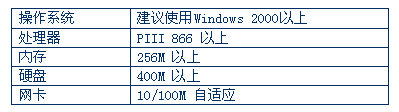 操作系统 建议使用Windows 2000以上
处理器 PIII 866 以上
内存 256M 以上
硬盘 400M 以上
网卡 10/100M 自适应